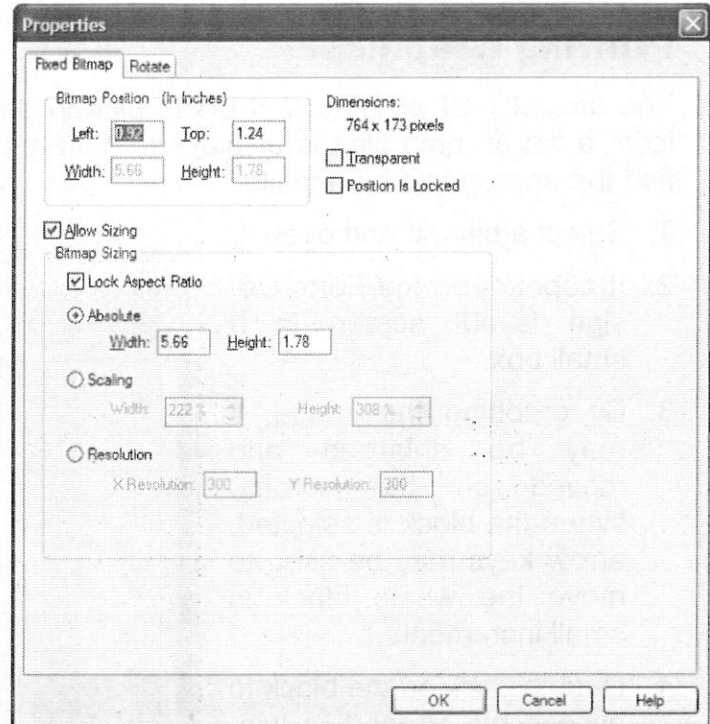 Properties
Fixed Bitmap Rotate
Bitmap Position (In Inches)
Left: 0.92 Top: 1.24
Width: 5.66 Height: 1.78
Dimensions:
764 x 173 pixels
Transparent
Position Is Locked
Allow Sizing
Bitmap Sizing
Lock Aspect Ratio
Absolute
Width: 5.66 Height: 1.78
Scaling
Width: 222 % Height: 308 %
Resolution
X Resolution: 300 Y Resolution: 300
OK Cancel Help